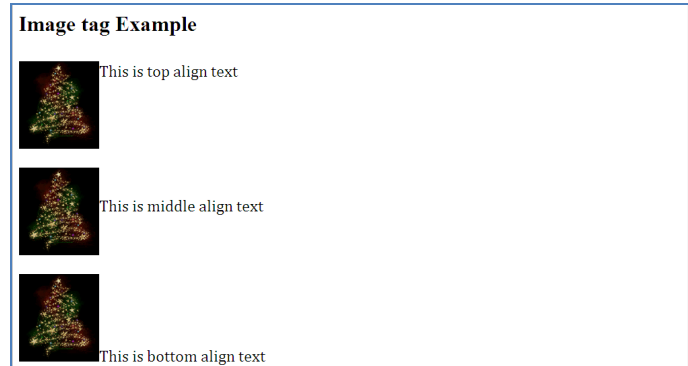 Image tag Example
This is top align text
This is middle align text
This is bottom align text